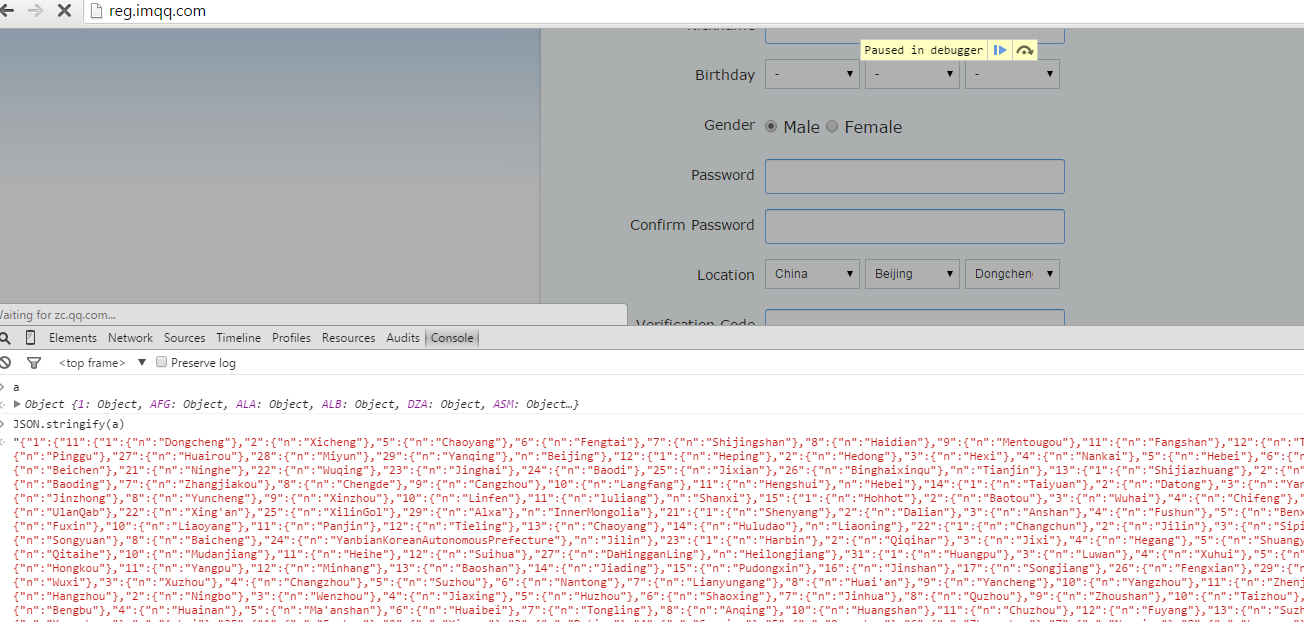 reg.imqq.com
Nickname
Paused in debugger
Birthday - - -
Gender Male Female
Password
Confirm Password
Location China Beijing Dongchen
Verification Code
Waiting for zc.qq.com...
Elements Network Sources Timeline Profiles Resources Audits Console
<top frame> Preserve log
a
Object {1: Object, AFG: Object, ALA: Object, ALB: Object, DZA: Object, ASM: Object…}
JSON.stringify(a)
"{"1":{"11":{"1":{"n":"Dongcheng"},"2":{"n":"Xicheng"},"5":{"n":"Chaoyang"},"6":{"n":"Fengtai"},"7":{"n":"Shijingshan"},"8":{"n":"Haidian"},"9":{"n":"Mentougou"},"11":{"n":"Fangshan"},"12":{"n":"T
{"n":"Pinggu"},"27":{"n":"Huairou"},"28":{"n":"Miyun"},"29":{"n":"Yanqing"},"n":"Beijing"},"12":{"1":{"n":"Heping"},"2":{"n":"Hedong"},"3":{"n":"Hexi"},"4":{"n":"Nankai"},"5":{"n":"Hebei"},"6":{"n"
{"n":"Beichen"},"21":{"n":"Ninghe"},"22":{"n":"Wuqing"},"23":{"n":"Jinghai"},"24":{"n":"Baodi"},"25":{"n":"Jixian"},"26":{"n":"Binghaixinqu"},"n":"Tianjin"},"13":{"1":{"n":"Shijiazhuang"},"2":{"n":
{"n":"Baoding"},"7":{"n":"Zhangjiakou"},"8":{"n":"Chengde"},"9":{"n":"Cangzhou"},"10":{"n":"Langfang"},"11":{"n":"Hengshui"},"n":"Hebei"},"14":{"1":{"n":"Taiyuan"},"2":{"n":"Datong"},"3":{"n":"Yan
{"n":"Jinzhong"},"8":{"n":"Yuncheng"},"9":{"n":"Xinzhou"},"10":{"n":"Linfen"},"11":{"n":"luliang"},"n":"Shanxi"},"15":{"1":{"n":"Hohhot"},"2":{"n":"Baotou"},"3":{"n":"Wuhai"},"4":{"n":"Chifeng"},"
{"n":"UlanQab"},"22":{"n":"Xing'an"},"25":{"n":"XilinGol"},"29":{"n":"Alxa"},"n":"InnerMongolia"},"21":{"1":{"n":"Shenyang"},"2":{"n":"Dalian"},"3":{"n":"Anshan"},"4":{"n":"Fushun"},"5":{"n":"Benx
{"n":"Fuxin"},"10":{"n":"Liaoyang"},"11":{"n":"Panjin"},"12":{"n":"Tieling"},"13":{"n":"Chaoyang"},"14":{"n":"Huludao"},"n":"Liaoning"},"22":{"1":{"n":"Changchun"},"2":{"n":"Jilin"},"3":{"n":"Sipi
{"n":"Songyuan"},"8":{"n":"Baicheng"},"24":{"n":"YanbianKoreanAutonomousPrefecture"},"n":"Jilin"},"23":{"1":{"n":"Harbin"},"2":{"n":"Qiqihar"},"3":{"n":"Jixi"},"4":{"n":"Hegang"},"5":{"n":"Shuangy
{"n":"Qitaihe"},"10":{"n":"Mudanjiang"},"11":{"n":"Heihe"},"12":{"n":"Suihua"},"27":{"n":"DaHingganLing"},"n":"Heilongjiang"},"31":{"1":{"n":"Huangpu"},"3":{"n":"Luwan"},"4":{"n":"Xuhui"},"5":{"n":
{"n":"Hongkou"},"11":{"n":"Yangpu"},"12":{"n":"Minhang"},"13":{"n":"Baoshan"},"14":{"n":"Jiading"},"15":{"n":"Pudongxin"},"16":{"n":"Jinshan"},"17":{"n":"Songjiang"},"26":{"n":"Fengxian"},"29":{"n
{"n":"Wuxi"},"3":{"n":"Xuzhou"},"4":{"n":"Changzhou"},"5":{"n":"Suzhou"},"6":{"n":"Nantong"},"7":{"n":"Lianyungang"},"8":{"n":"Huai'an"},"9":{"n":"Yancheng"},"10":{"n":"Yangzhou"},"11":{"n":"Zhenj
{"n":"Hangzhou"},"2":{"n":"Ningbo"},"3":{"n":"Wenzhou"},"4":{"n":"Jiaxing"},"5":{"n":"Huzhou"},"6":{"n":"Shaoxing"},"7":{"n":"Jinhua"},"8":{"n":"Quzhou"},"9":{"n":"Zhoushan"},"10":{"n":"Taizhou"},
{"n":"Bengbu"},"4":{"n":"Huainan"},"5":{"n":"Ma'anshan"},"6":{"n":"Huaibei"},"7":{"n":"Tongling"},"8":{"n":"Anqing"},"10":{"n":"Huangshan"},"11":{"n":"Chuzhou"},"12":{"n":"Fuyang"},"13":{"n":"Suzh